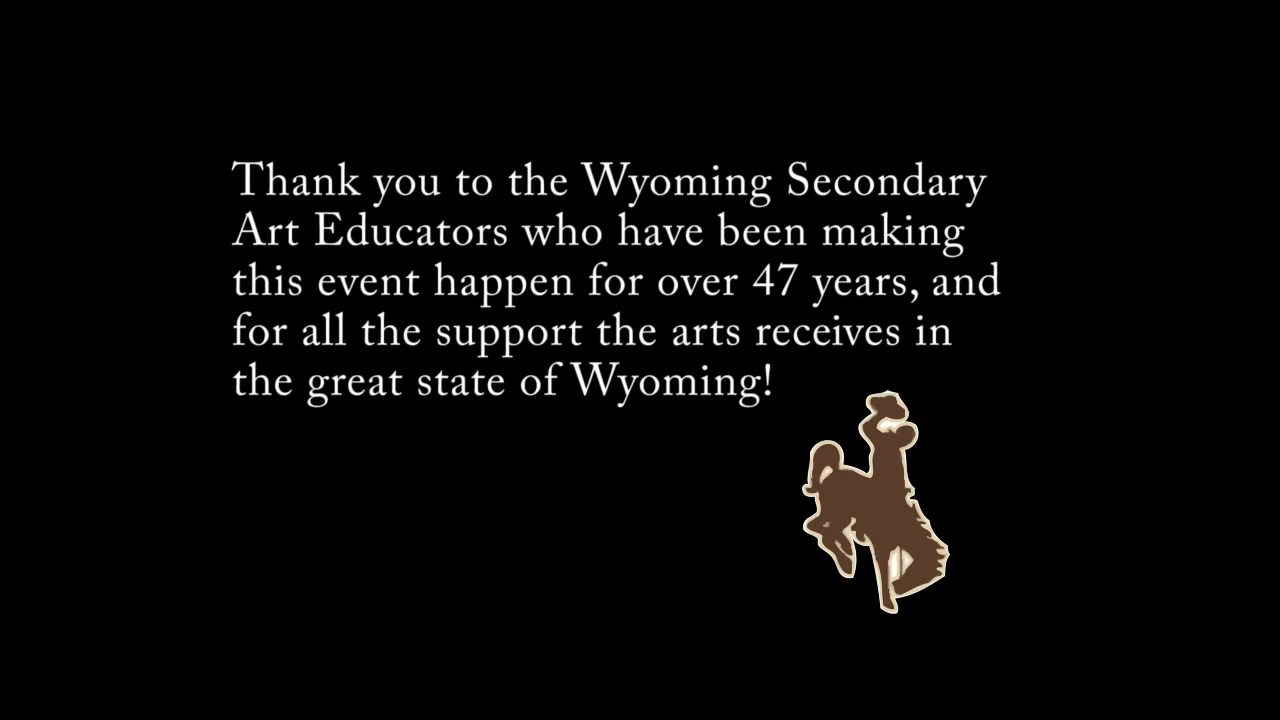 Thank you to the Wyoming Secondary
Art Educators who have been making
this event happen for over 47 years, and
for all the support the arts receives in
the great state of Wyoming!